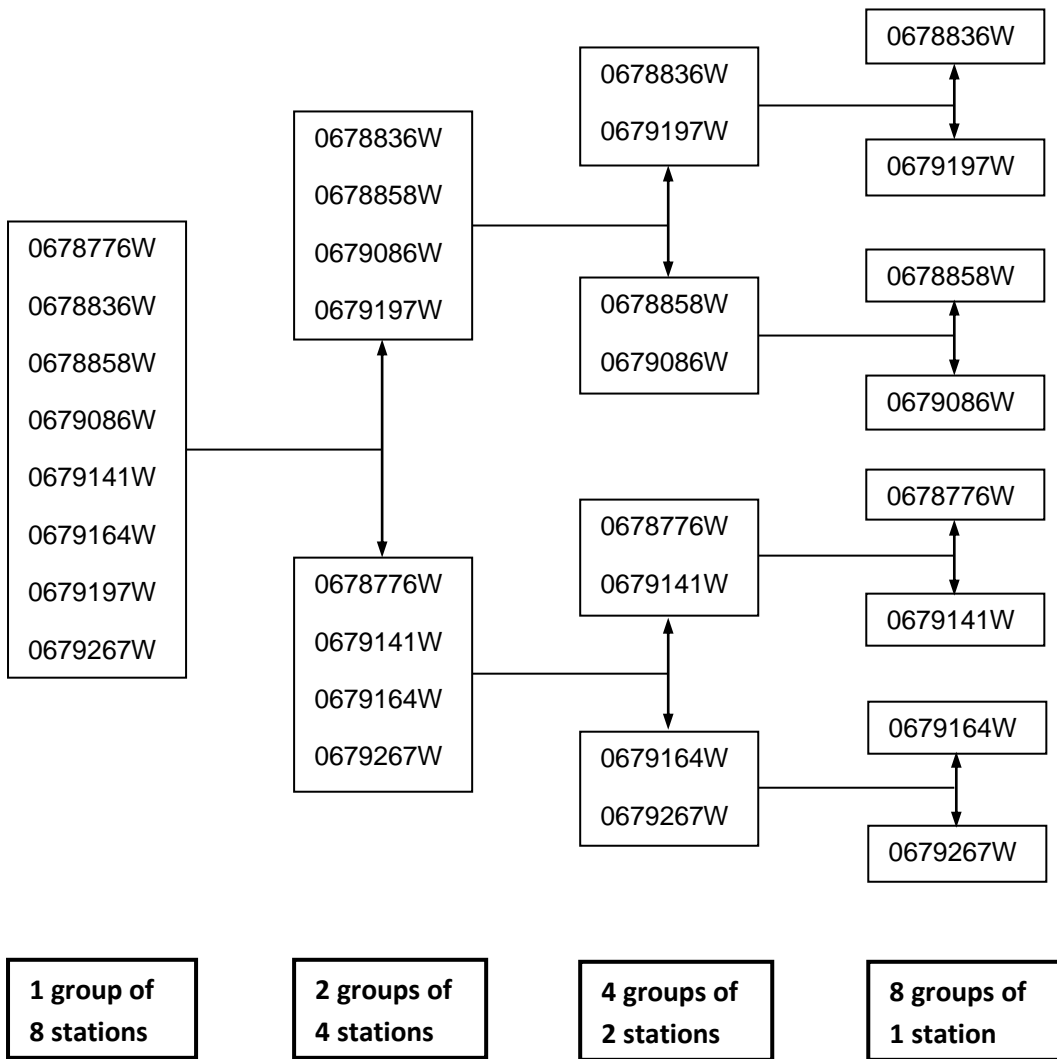 0678776W
0678836W
0678858W
0679086W
0679141W
0679164W
0679197W
0679267W
0678836W
0678858W
0679086W
0679197W
0678776W
0679141W
0679164W
0679267W
0678836W
0679197W
0678858W
0679086W
0678776W
0679141W
0679164W
0679267W
0678836W
0679197W
0678858W
0679086W
0678776W
0679141W
0679164W
0679267W
1 group of
8 stations
2 groups of
4 stations
4 groups of
2 stations
8 groups of
1 station